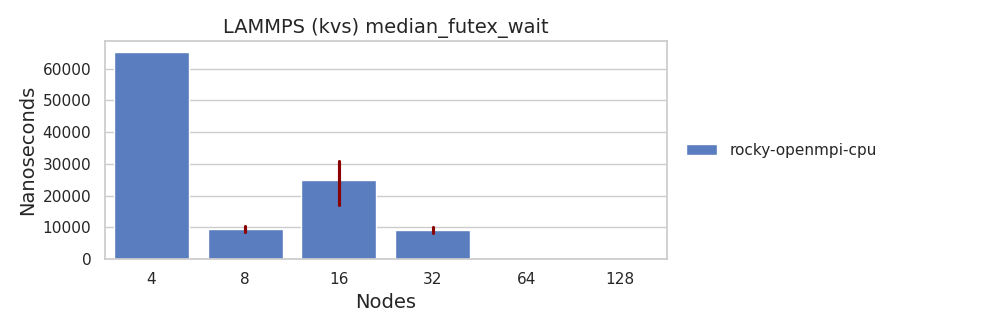 LAMMPS (kvs) median_futex_wait
Nanoseconds
60000
50000
40000
30000
20000
10000
0
4 8 16 32 64 128
Nodes
rocky-openmpi-cpu